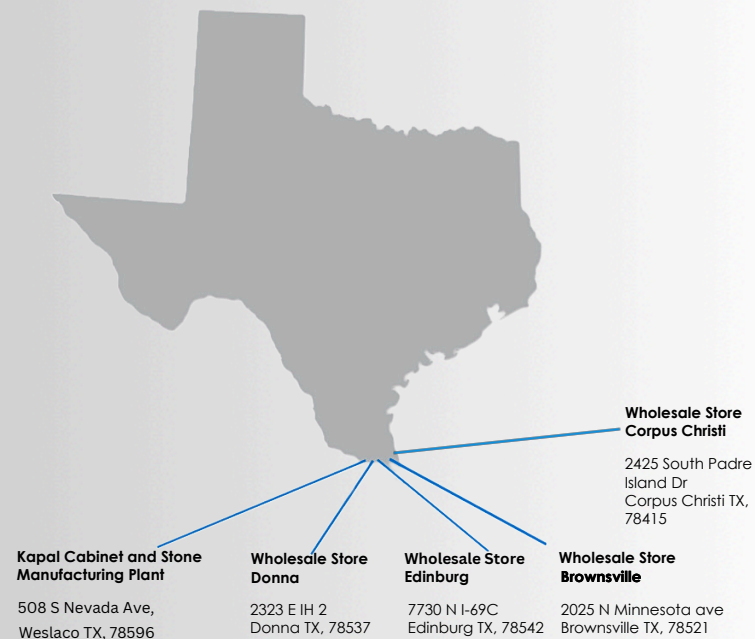 Wholesale Store
Corpus Christi
2425 South Padre
Island Dr
Corpus Christi TX,
78415
Kapal Cabinet and Stone
Manufacturing Plant
508 S Nevada Ave,
Weslaco TX, 78596
Wholesale Store
Donna
2323 E IH 2
Donna TX, 78537
Wholesale Store
Edinburg
7730 N I-69C
Edinburg TX, 78542
Wholesale Store
Brownsville
2025 N Minnesota ave
Brownsville TX, 78521